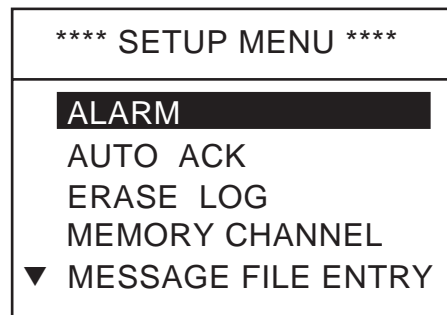 **** SETUP MENU ****
ALARM
AUTO ACK
ERASE LOG
MEMORY CHANNEL
▼ MESSAGE FILE ENTRY